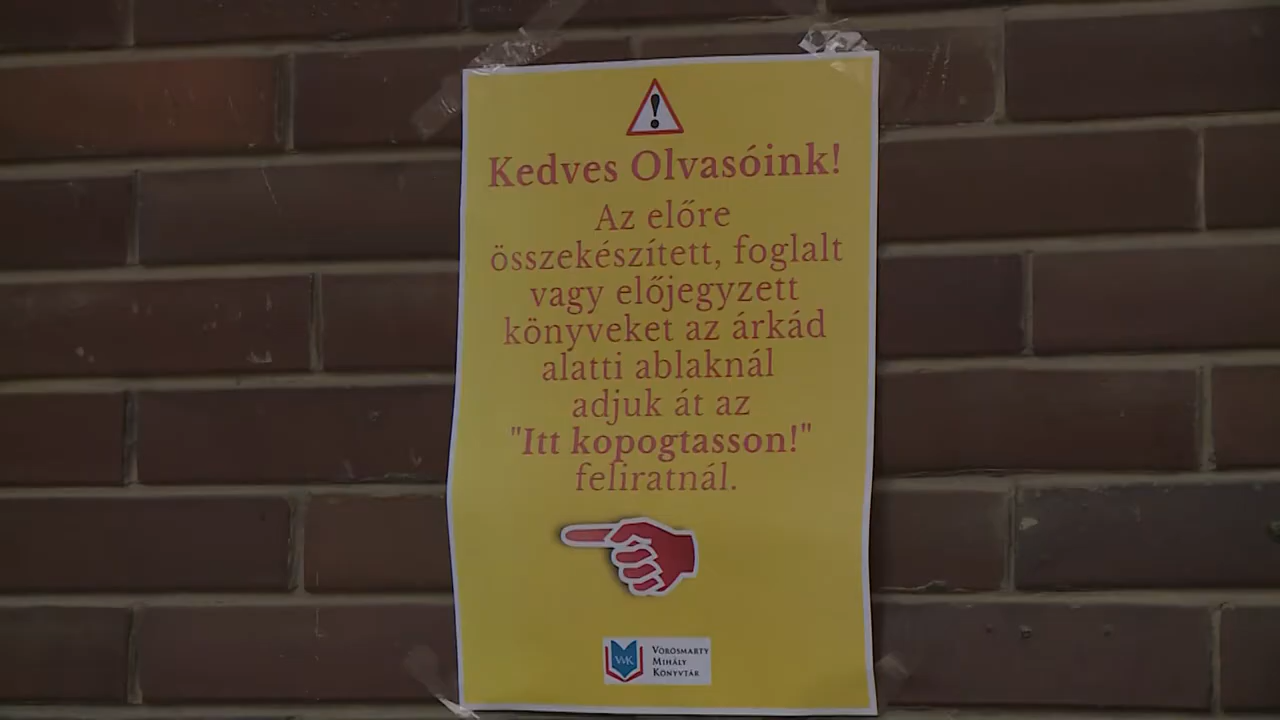 Kedves Olvasóink!
Az előre
összekészített, foglalt
vagy előjegyzett
könyveket az árkád
alatti ablaknál
adjuk át az
"Itt kopogtasson!"
feliratnál.
VMK
Vörösmarty
Mihály
Könyvtár